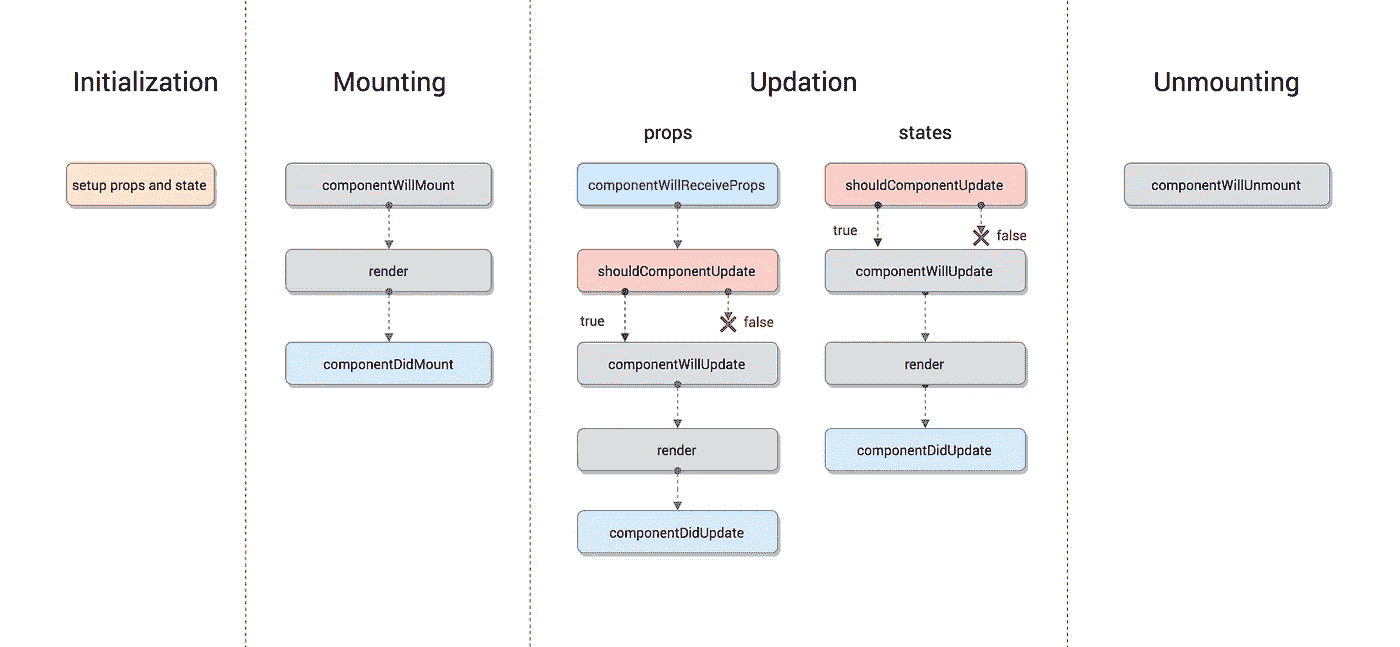 Initialization
setup props and state
Mounting
componentWillMount
render
componentDidMount
Updation
props
componentWillReceiveProps
shouldComponentUpdate
true
false
componentWillUpdate
render
componentDidUpdate
states
shouldComponentUpdate
true
false
componentWillUpdate
render
componentDidUpdate
Unmounting
componentWillUnmount